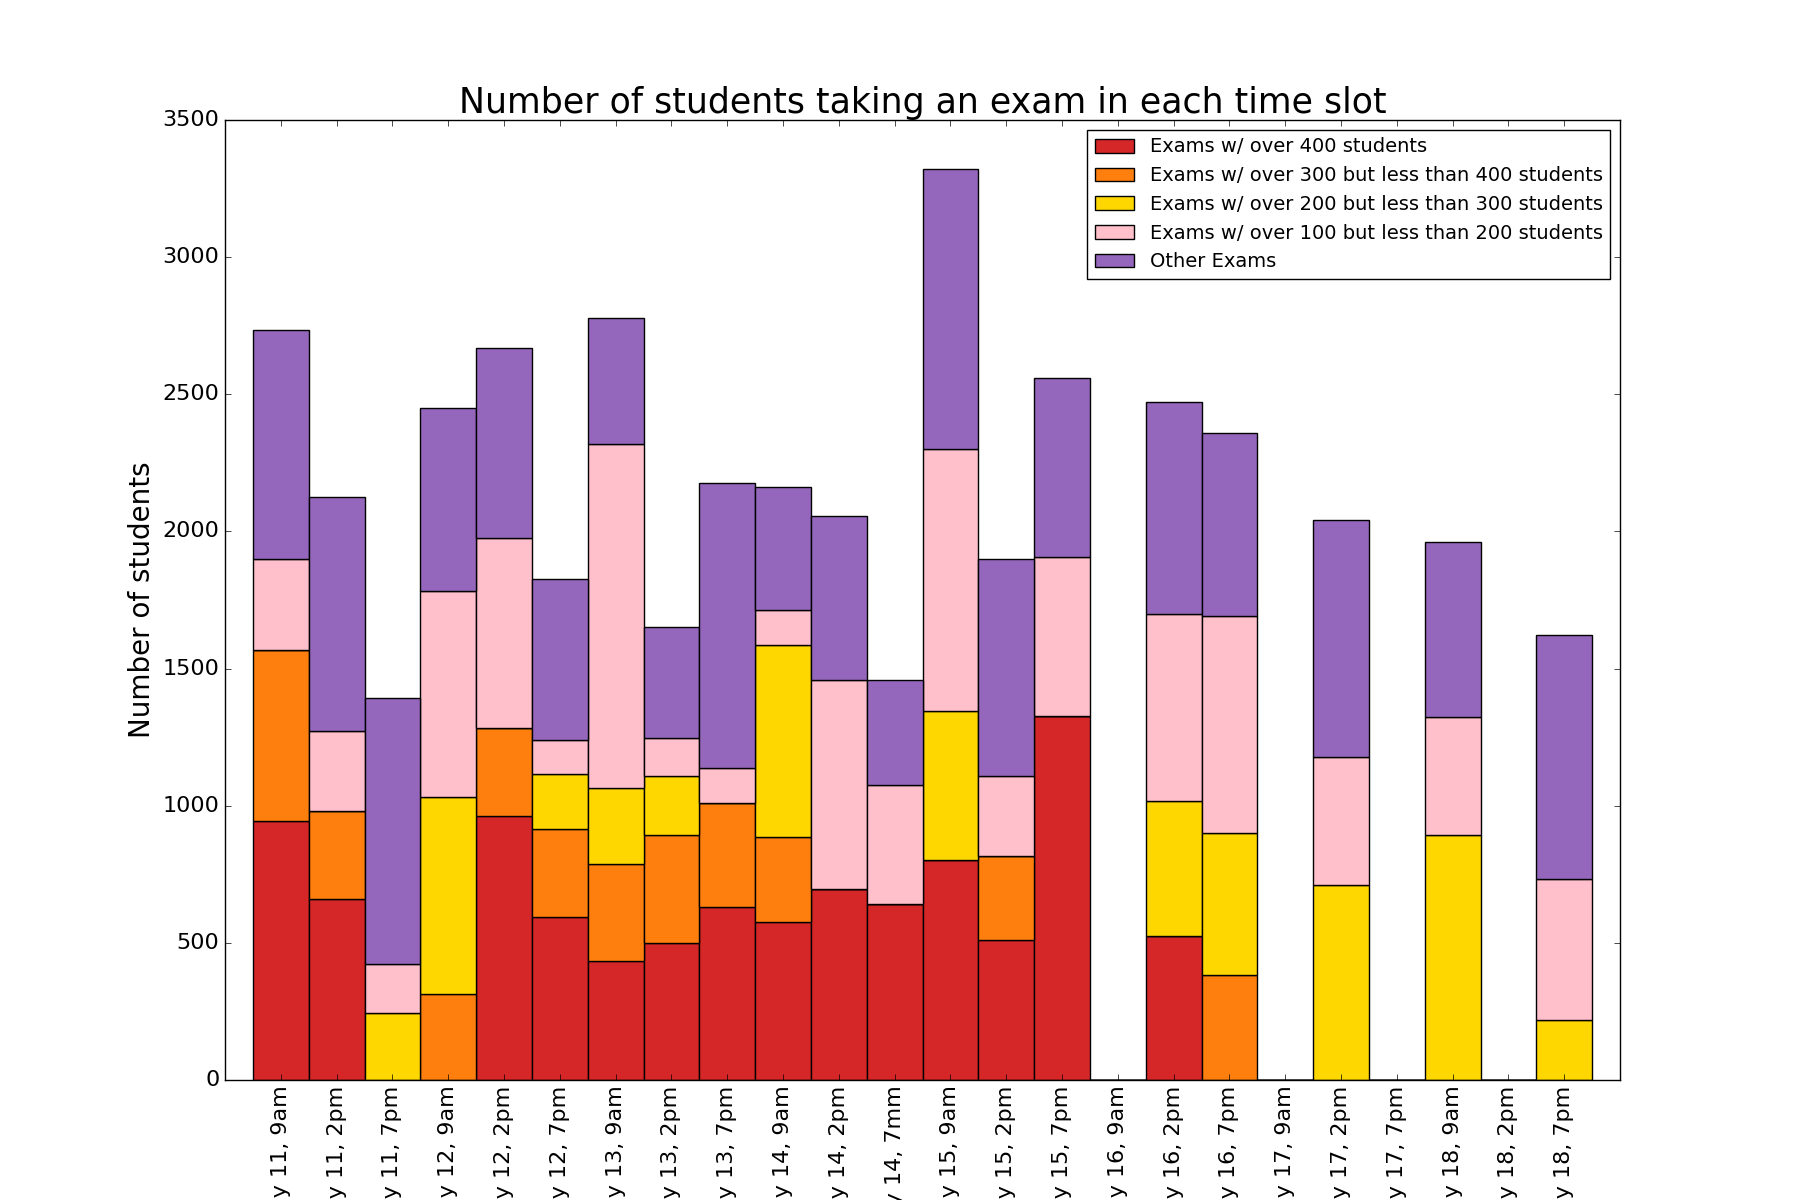 Number of students taking an exam in each time slot
3500
3000
2500
2000
1500
1000
500
0
Number of students
Exams w/ over 400 students
Exams w/ over 300 but less than 400 students
Exams w/ over 200 but less than 300 students
Exams w/ over 100 but less than 200 students
Other Exams
y 11, 9am
y 11, 2pm
y 11, 7pm
y 12, 9am
y 12, 2pm
y 12, 7pm
y 13, 9am
y 13, 2pm
y 13, 7pm
y 14, 9am
y 14, 2pm
y 14, 7mm
y 15, 9am
y 15, 2pm
y 15, 7pm
y 16, 9am
y 16, 2pm
y 16, 7pm
y 17, 9am
y 17, 2pm
y 17, 7pm
y 18, 9am
y 18, 2pm
y 18, 7pm